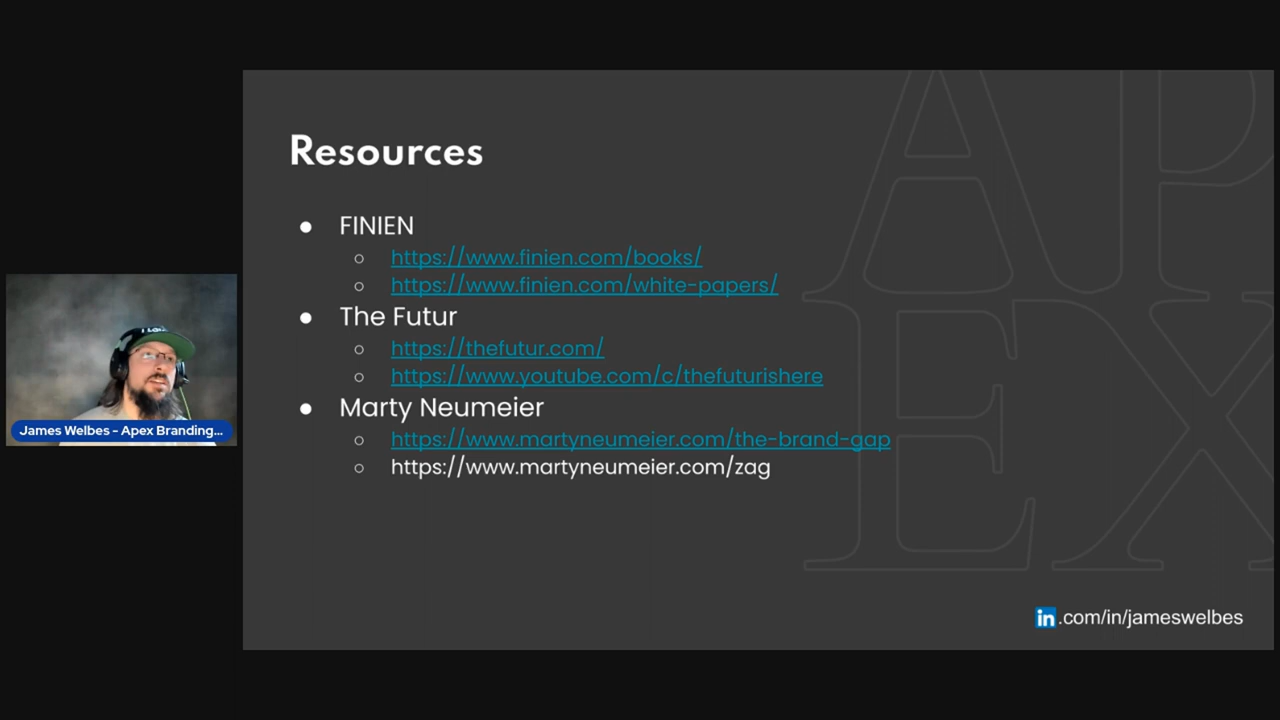 Resources
FINIEN
https://www.finien.com/books/
https://www.finien.com/white-papers/
The Futur
https://thefutur.com/
https://www.youtube.com/c/thefuturishere
Marty Neumeier
https://www.martyneumeier.com/the-brand-gap
https://www.martyneumeier.com/zag
James Welbes - Apex Branding...
in.com/in/jameswelbes
APEX